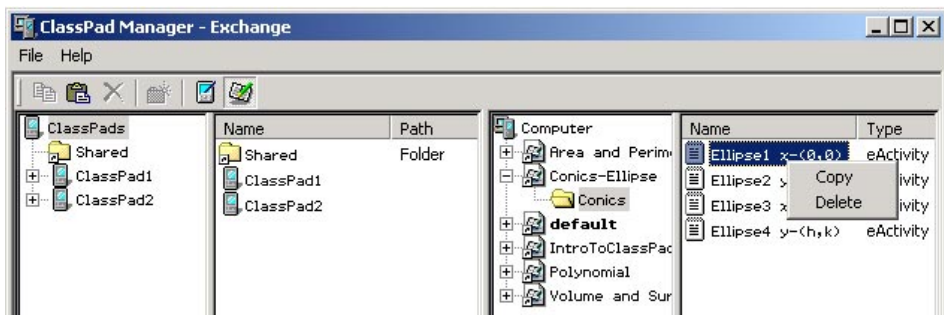 ClassPad Manager - Exchange
File Help
ClassPads
Shared
ClassPad1
ClassPad2
Name Path
Shared Folder
ClassPad1
ClassPad2
Computer
Area and Perim
Conics-Ellipse
Conics
default
IntroToClassPad
Polynomial
Volume and Sur
Name Type
Ellipse1 x-(0,0) eActivity
Ellipse2 y ivity
Ellipse3 x ivity
Ellipse4 y-(h,k) eActivity
Copy
Delete